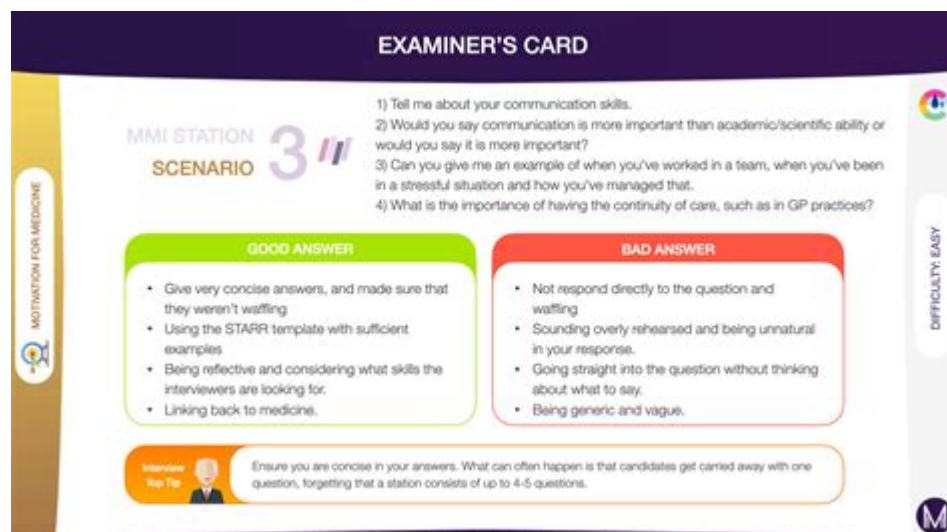 EXAMINER'S CARD
MMI STATION
SCENARIO
3
1) Tell me about your communication skills.
2) Would you say communication is more important than academic/scientific ability or
would you say it is more important?
3) Can you give me an example of when you've worked in a team, when you've been
in a stressful situation and how you've managed that.
4) What is the importance of having the continuity of care, such as in GP practices?
MOTIVATION FOR MEDICINE
DIFFICULTY: EASY
GOOD ANSWER
• Give very concise answers, and made sure that
they weren't waffling
• Using the STARR template with sufficient
examples
• Being reflective and considering what skills the
interviewers are looking for.
• Linking back to medicine.
BAD ANSWER
• Not respond directly to the question and
waffling
• Sounding overly rehearsed and being unnatural
in your response.
• Going straight into the question without thinking
about what to say.
• Being generic and vague.
Interview
Top Tip
Ensure you are concise in your answers. What can often happen is that candidates get carried away with one
question, forgetting that a station consists of up to 4-5 questions.
M